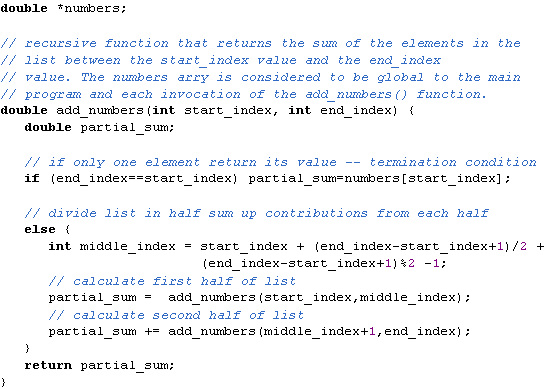 double *numbers;
// recursive function that returns the sum of the elements in the
// list between the start_index value and the end_index
// value. The numbers arry is considered to be global to the main
// program and each invocation of the add_numbers() function.
double add_numbers(int start_index, int end_index) {
double partial_sum;
// if only one element return its value -- termination condition
if (end_index==start_index) partial_sum=numbers[start_index];
// divide list in half sum up contributions from each half
else {
int middle_index = start_index + (end_index-start_index+1)/2 +
(end_index-start_index+1)%2 -1;
// calculate first half of list
partial_sum =  add_numbers(start_index,middle_index);
// calculate second half of list
partial_sum += add_numbers(middle_index+1,end_index);
}
return partial_sum;
}